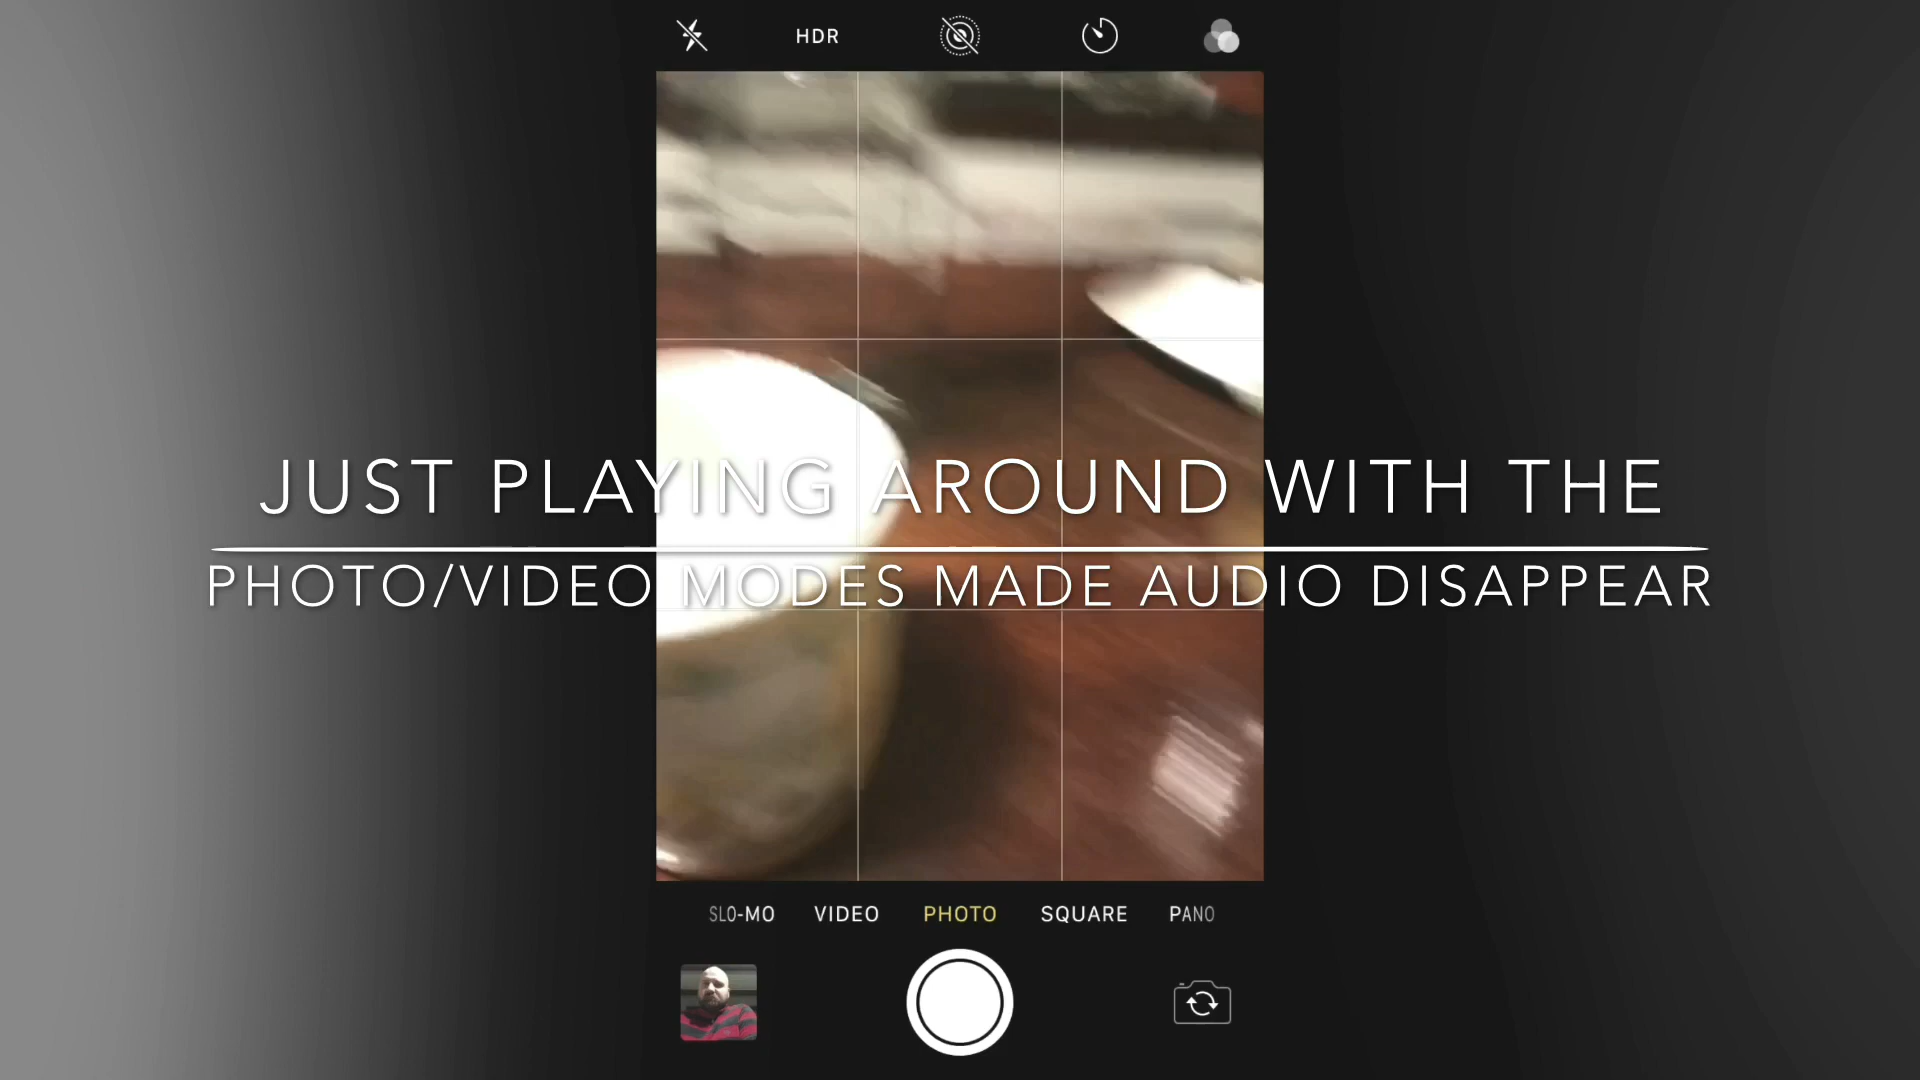 HDR
JUST PLAYING AROUND WITH THE
PHOTO/VIDEO MODES MADE AUDIO DISAPPEAR
SLO-MO VIDEO PHOTO SQUARE PANO